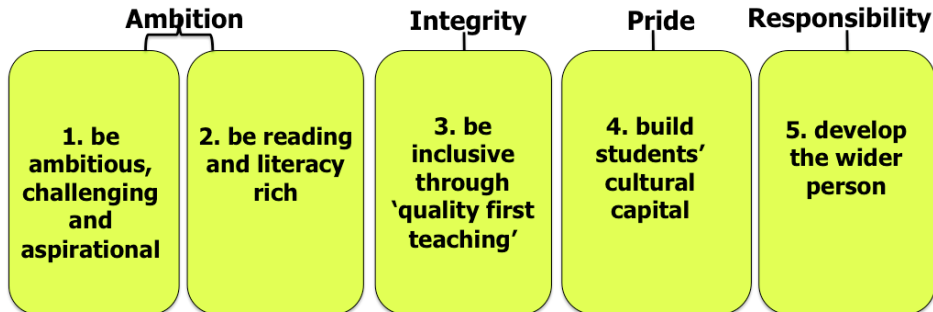 Ambition
Integrity
Pride
Responsibility
1. be
ambitious,
challenging
and
aspirational
2. be reading
and literacy
rich
3. be
inclusive
through
‘quality first
teaching’
4. build
students’
cultural
capital
5. develop
the wider
person